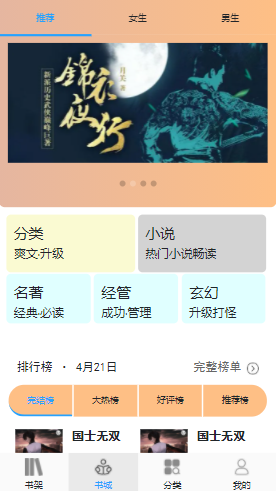 推荐
女生
男生
新派历史武侠巅峰巨著
锦衣夜行
月关 著
分类
爽文·升级
小说
热门小说畅读
名著
经典·必读
经管
成功·管理
玄幻
升级打怪
排行榜 · 4月21日
完整榜单 >
完结榜
大热榜
好评榜
推荐榜
国士无双
国士无双
书架
书城
分类
我的